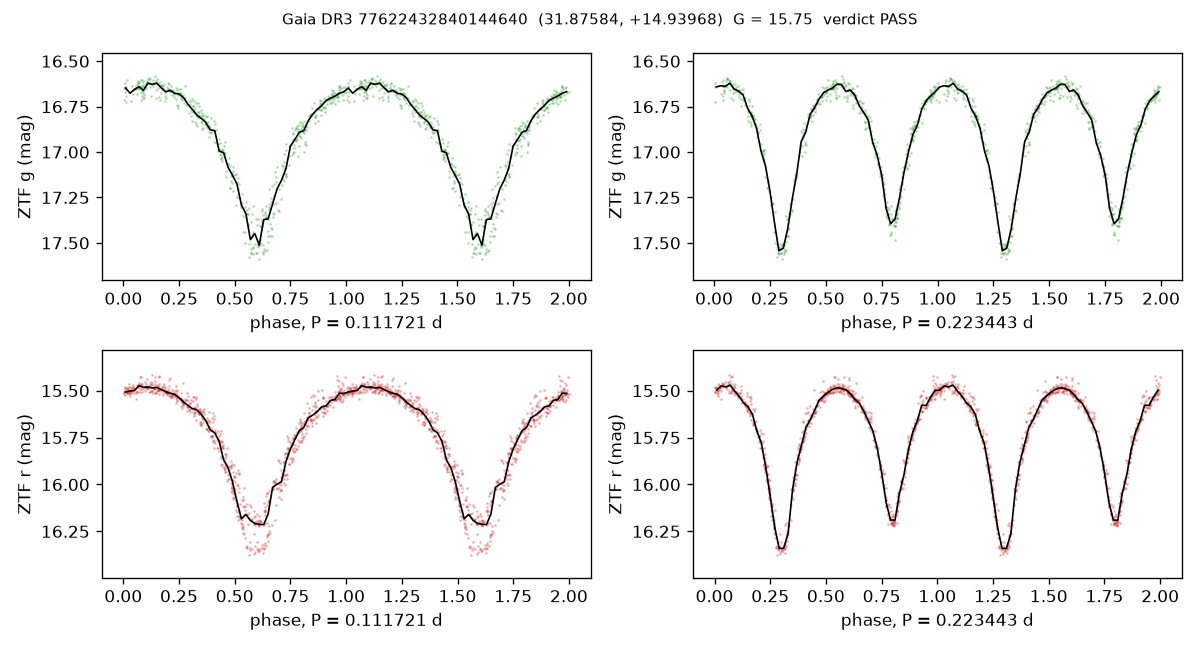 Gaia DR3 77622432840144640 (31.87584, +14.93968) G = 15.75 verdict PASS
ZTF g (mag)
16.50
16.75
17.00
17.25
17.50
0.00 0.25 0.50 0.75 1.00 1.25 1.50 1.75 2.00
phase, P = 0.111721 d
ZTF g (mag)
16.50
16.75
17.00
17.25
17.50
0.00 0.25 0.50 0.75 1.00 1.25 1.50 1.75 2.00
phase, P = 0.223443 d
ZTF r (mag)
15.50
15.75
16.00
16.25
0.00 0.25 0.50 0.75 1.00 1.25 1.50 1.75 2.00
phase, P = 0.111721 d
ZTF r (mag)
15.50
15.75
16.00
16.25
0.00 0.25 0.50 0.75 1.00 1.25 1.50 1.75 2.00
phase, P = 0.223443 d